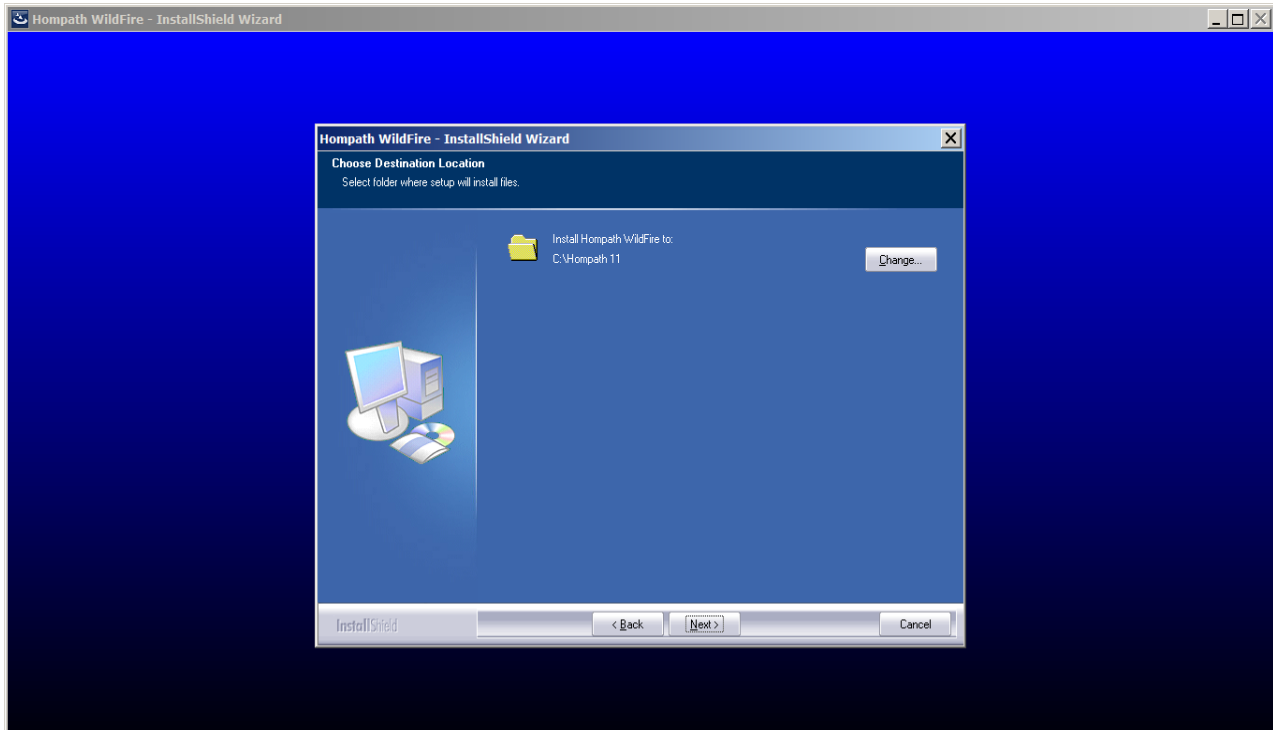 Hompath WildFire - InstallShield Wizard
Hompath WildFire - InstallShield Wizard
Choose Destination Location
Select folder where setup will install files.
Install Hompath WildFire to:
C:\Hompath 11
Change...
InstallShield
< Back
Next >
Cancel